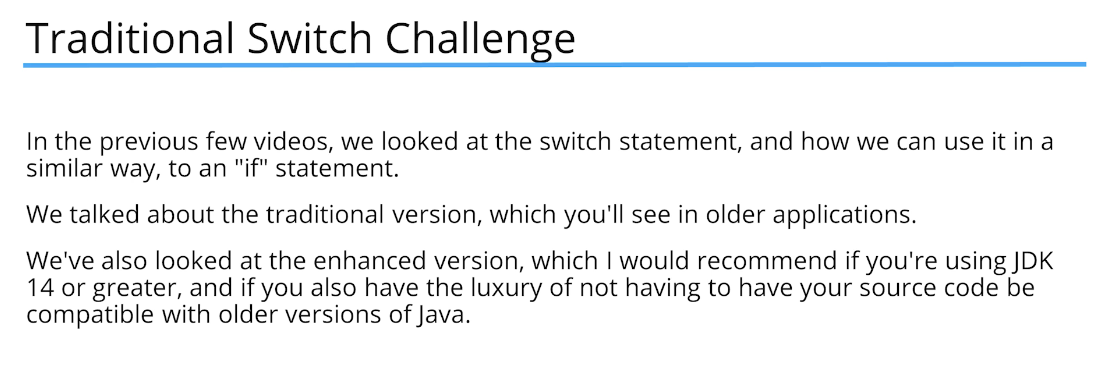 Traditional Switch Challenge
In the previous few videos, we looked at the switch statement, and how we can use it in a
similar way, to an "if" statement.
We talked about the traditional version, which you'll see in older applications.
We've also looked at the enhanced version, which I would recommend if you're using JDK
14 or greater, and if you also have the luxury of not having to have your source code be
compatible with older versions of Java.